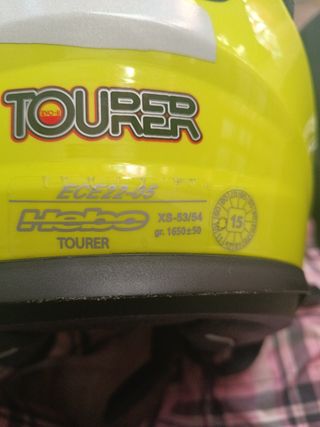 TOURER
ECE22-05
Hebo XS-53/54
TOURER gr. 1650±50
15